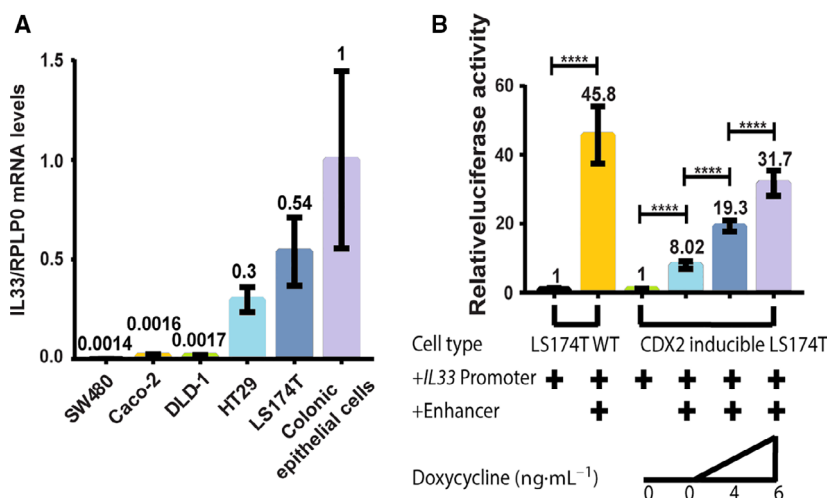 A
IL33/RPLP0 mRNA levels
1.5
1.0
0.5
0.0
0.0014
0.0016
0.0017
0.3
0.54
1
SW480
Caco-2
DLD-1
HT29
LS174T
Colonic
epithelial cells
B
Relativeluciferase activity
60
40
20
0
****
****
****
****
1
45.8
1
8.02
19.3
31.7
Cell type LS174T WT CDX2 inducible LS174T
+IL33 Promoter + + + + + +
+Enhancer + + + +
Doxycycline (ng·mL⁻¹) 0 0 4 6